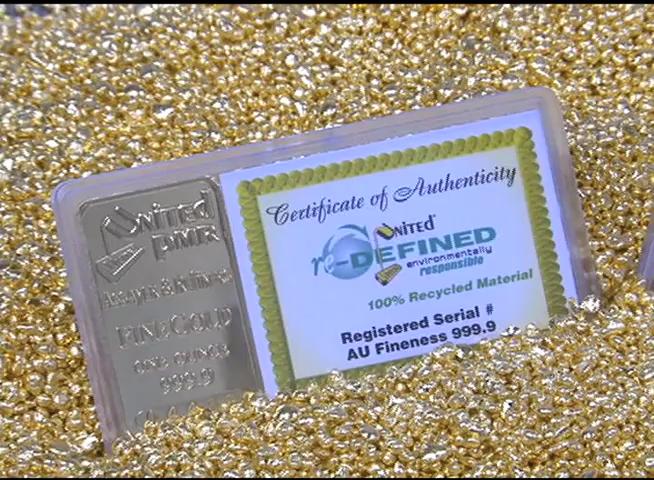 UNITED
PMR
Assayer & Refiners
FINE GOLD
ONE OUNCE
999.9
Certificate of Authenticity
UNITED®
re-DEFINED
environmentally
responsible
100% Recycled Material
Registered Serial #
AU Fineness 999.9